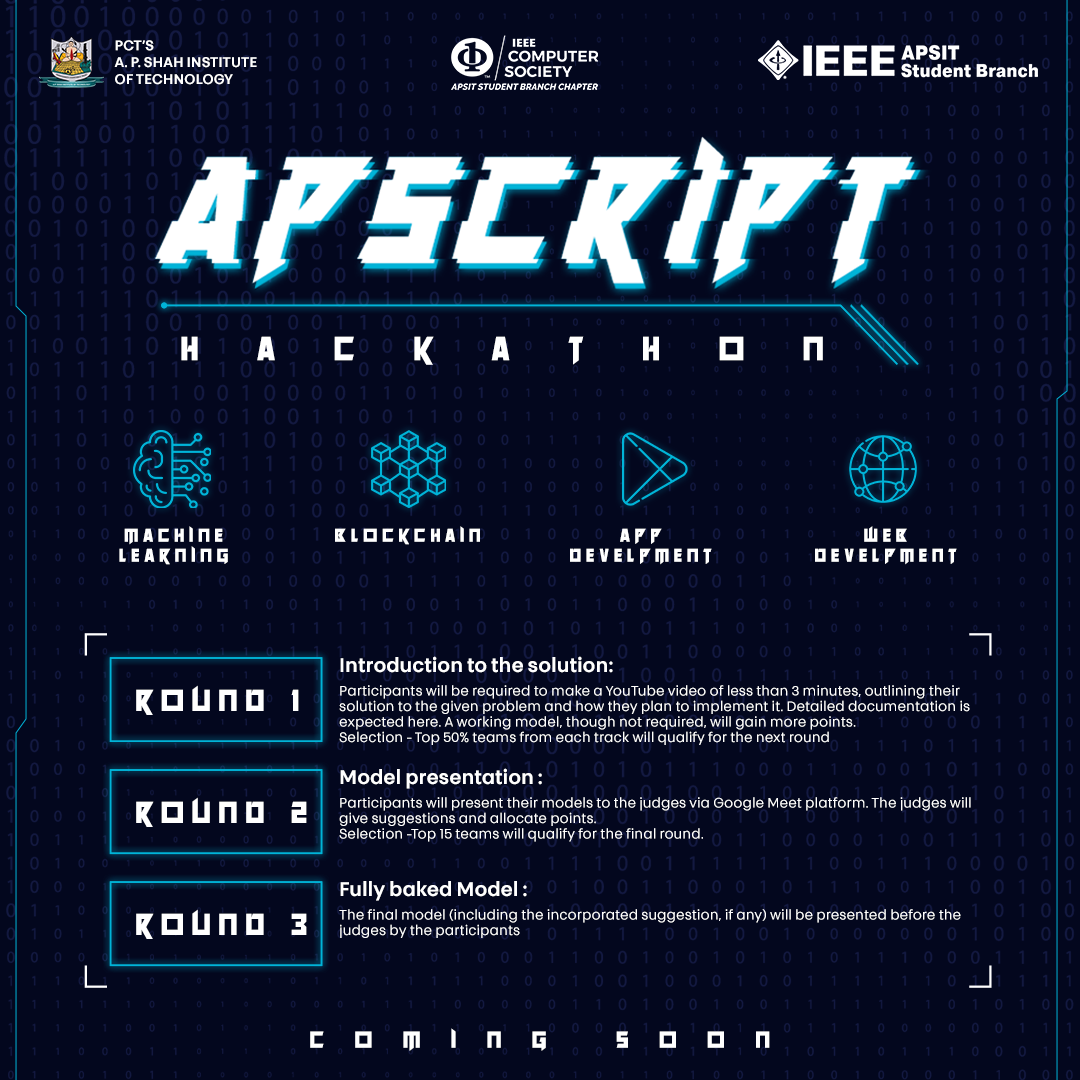 PCT'S
A. P. SHAH INSTITUTE
OF TECHNOLOGY
IEEE
COMPUTER
SOCIETY
TM
APSIT STUDENT BRANCH CHAPTER
IEEE APSIT
Student Branch
APSCRIPT
HACKATHON
MACHINE
LEARNING
BLOCKCHAIN
APP
DEVELPMENT
WEB
DEVELPMENT
ROUND 1
Introduction to the solution:
Participants will be required to make a YouTube video of less than 3 minutes, outlining their
solution to the given problem and how they plan to implement it. Detailed documentation is
expected here. A working model, though not required, will gain more points.
Selection - Top 50% teams from each track will qualify for the next round
ROUND 2
Model presentation :
Participants will present their models to the judges via Google Meet platform. The judges will
give suggestions and allocate points.
Selection -Top 15 teams will qualify for the final round.
ROUND 3
Fully baked Model :
The final model (including the incorporated suggestion, if any) will be presented before the
judges by the participants
COMING SOON